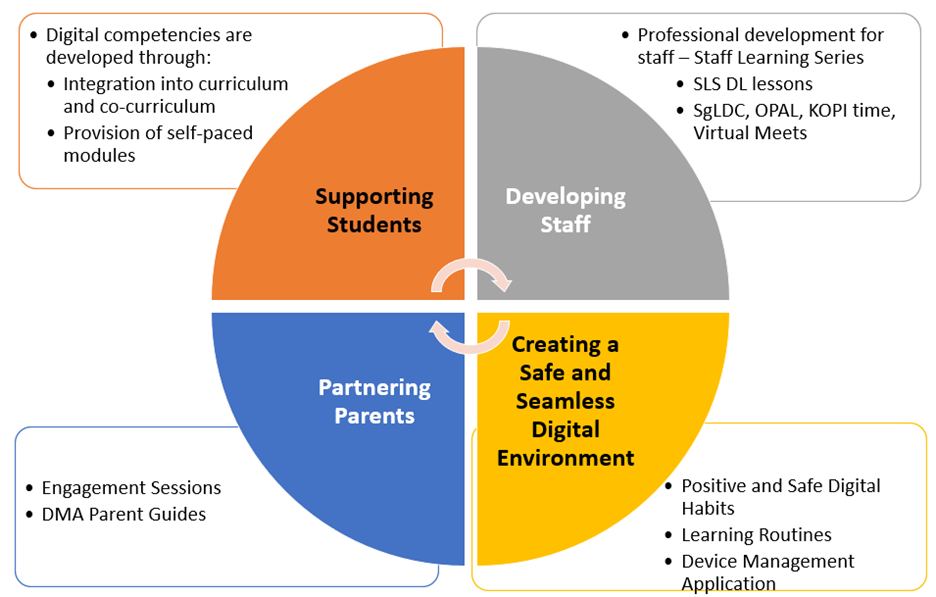 • Digital competencies are
developed through:
• Integration into curriculum
and co-curriculum
• Provision of self-paced
modules
• Professional development for
staff – Staff Learning Series
• SLS DL lessons
• SgLDC, OPAL, KOPI time,
Virtual Meets
Supporting
Students
Developing
Staff
Partnering
Parents
Creating a
Safe and
Seamless
Digital
Environment
• Engagement Sessions
• DMA Parent Guides
• Positive and Safe Digital
Habits
• Learning Routines
• Device Management
Application